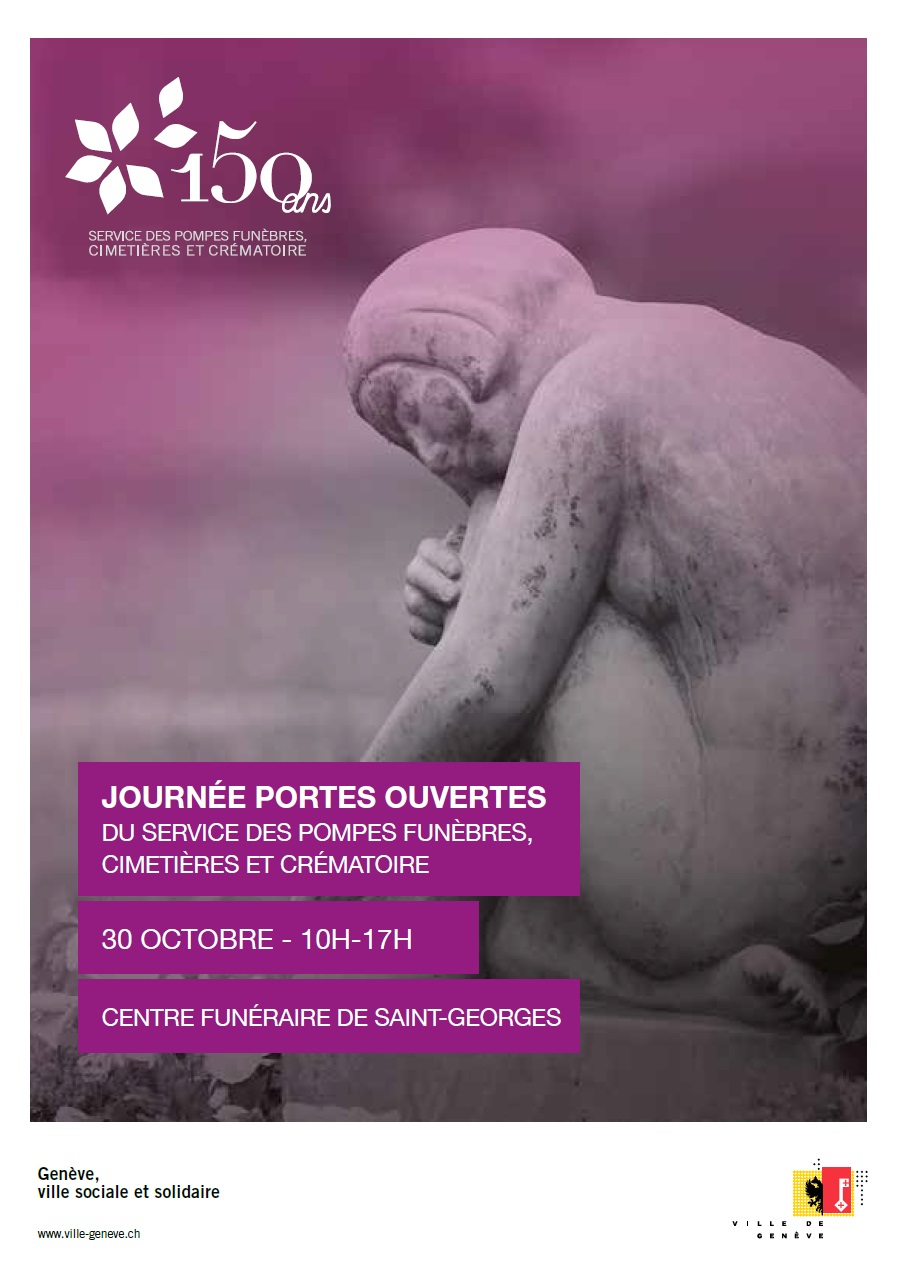 150 ans
SERVICE DES POMPES FUNÈBRES,
CIMETIÈRES ET CRÉMATOIRE
JOURNÉE PORTES OUVERTES
DU SERVICE DES POMPES FUNÈBRES,
CIMETIÈRES ET CRÉMATOIRE
30 OCTOBRE - 10H-17H
CENTRE FUNÉRAIRE DE SAINT-GEORGES
Genève,
ville sociale et solidaire
www.ville-geneve.ch
VILLE DE
GENÈVE